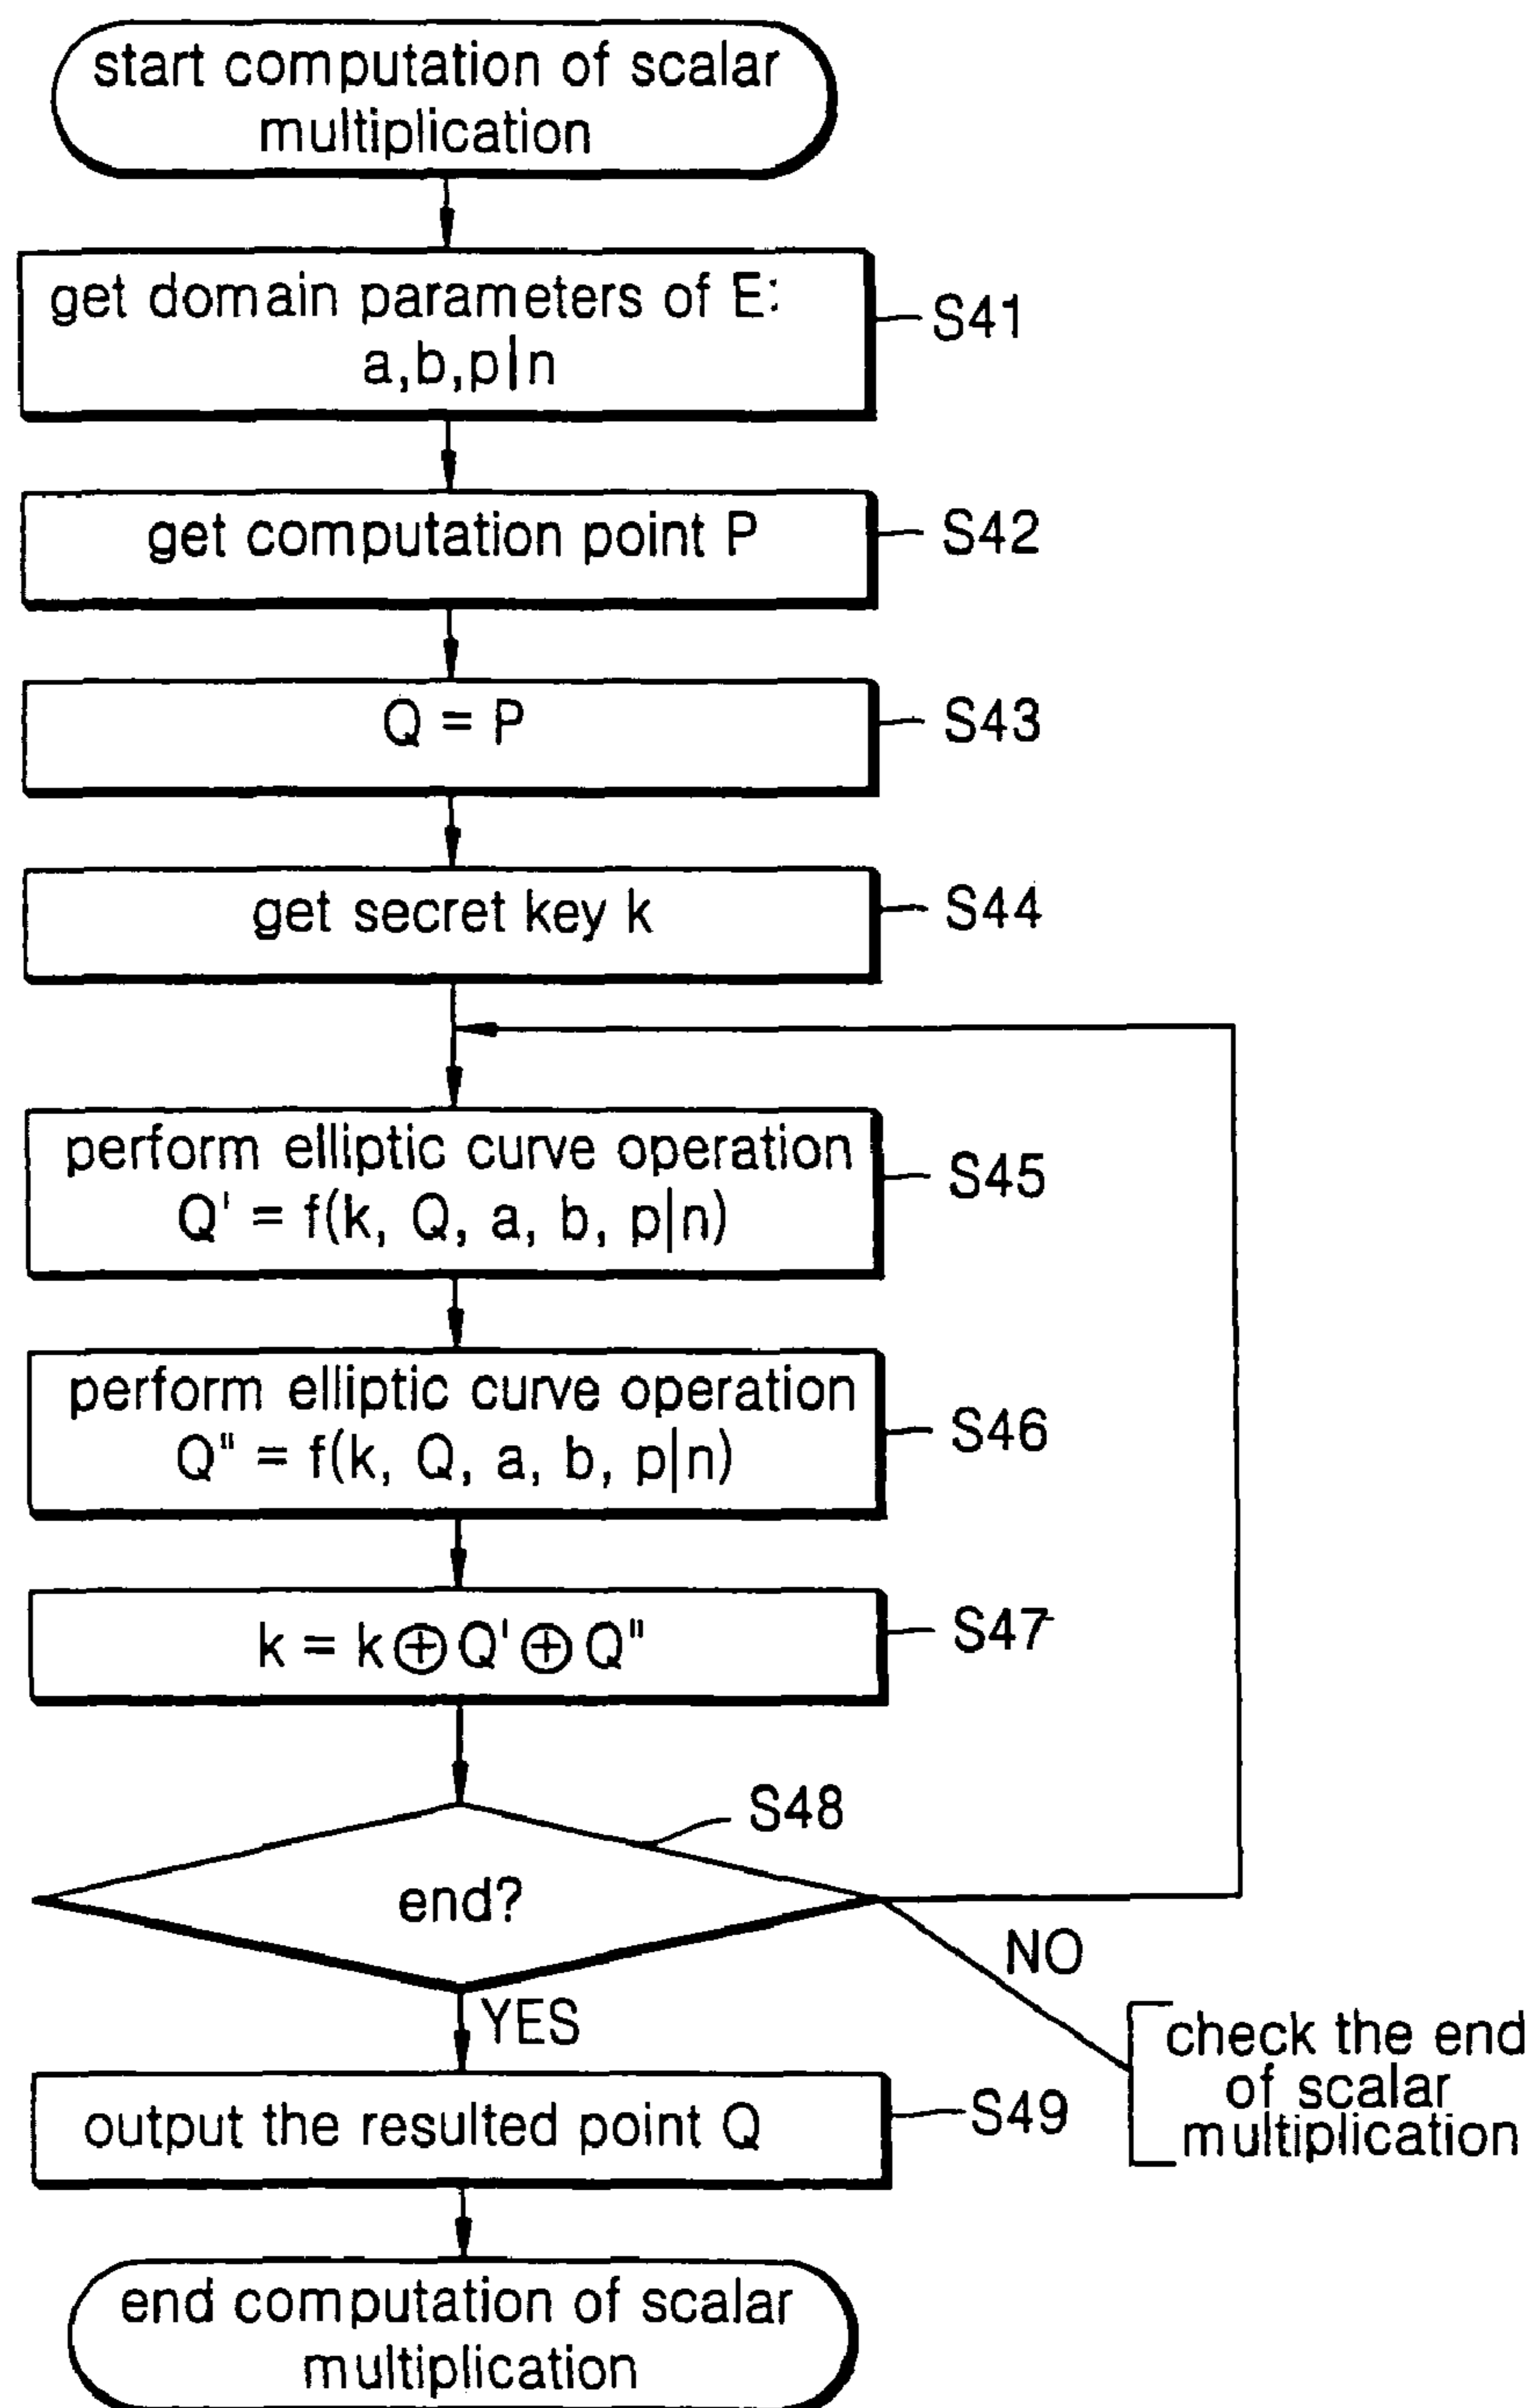 start computation of scalar
multiplication
get domain parameters of E:
a,b,p|n
S41
get computation point P
S42
Q = P
S43
get secret key k
S44
perform elliptic curve operation
Q' = f(k, Q, a, b, p|n)
S45
perform elliptic curve operation
Q" = f(k, Q, a, b, p|n)
S46
k = k⊕Q'⊕Q"
S47
S48
end?
NO
YES
check the end
of scalar
multiplication
output the resulted point Q
S49
end computation of scalar
multiplication